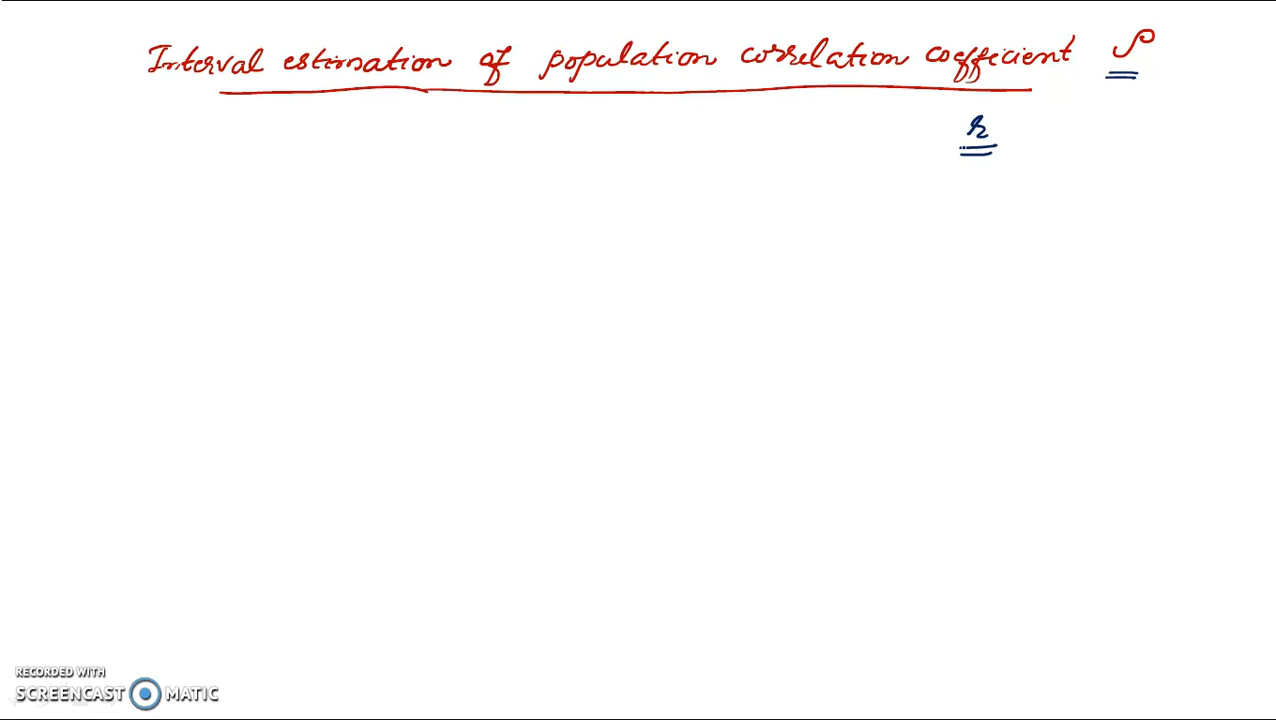 Interval estimation of population correlation coefficient ρ
r
RECORDED WITH
SCREENCAST MATIC